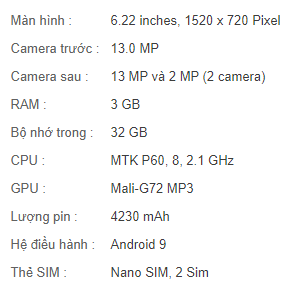 Màn hình : 6.22 inches, 1520 x 720 Pixel
Camera trước : 13.0 MP
Camera sau : 13 MP và 2 MP (2 camera)
RAM : 3 GB
Bộ nhớ trong : 32 GB
CPU : MTK P60, 8, 2.1 GHz
GPU : Mali-G72 MP3
Lượng pin : 4230 mAh
Hệ điều hành : Android 9
Thẻ SIM : Nano SIM, 2 Sim